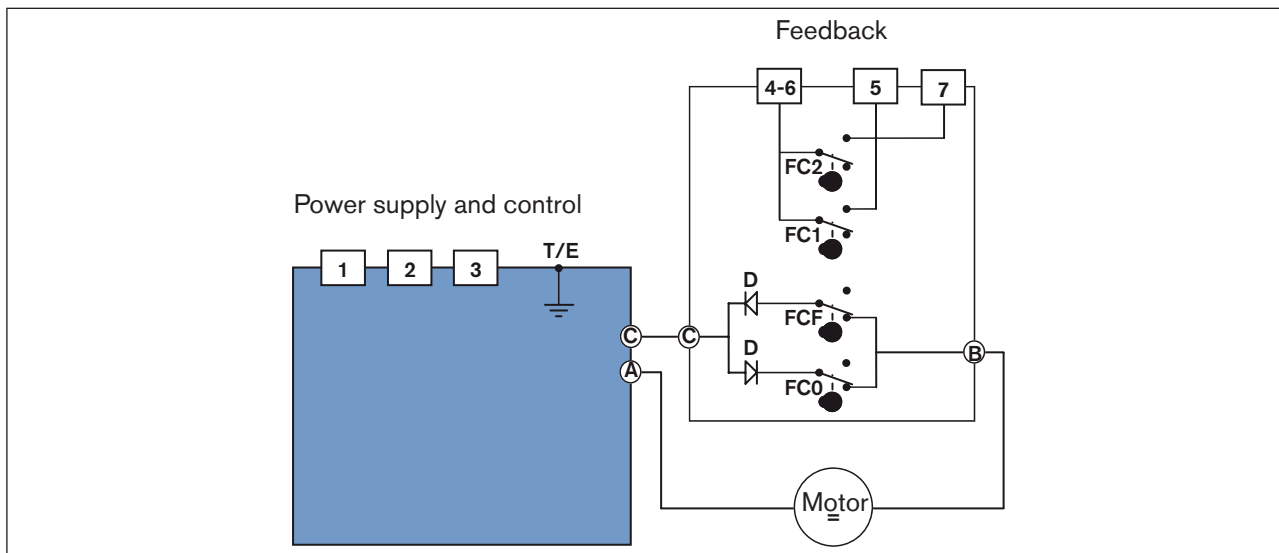 Feedback
4-6 5 7
FC2
Power supply and control
FC1
1 2 3 T/E
D
FCF
C C
D
B
A
FC0
Motor
=